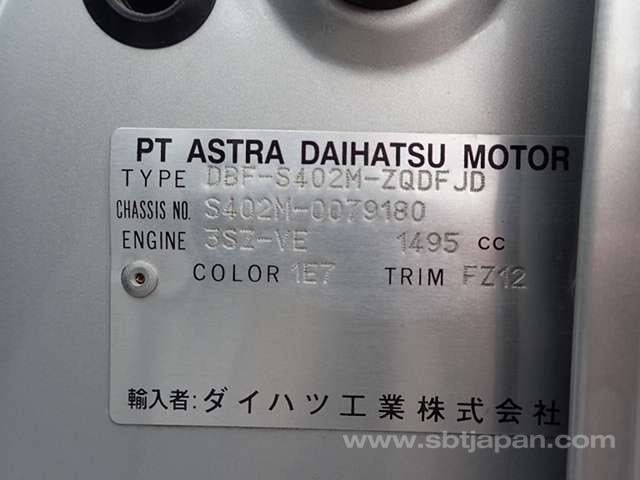 PT ASTRA DAIHATSU MOTOR
TYPE DBF-S402M-ZQDFJD
CHASSIS NO. S402M-0079180
ENGINE 3SZ-VE 1495 CC
COLOR 1E7 TRIM FZ12
輸入者:ダイハツ工業株式会社
www.sbtjapan.com